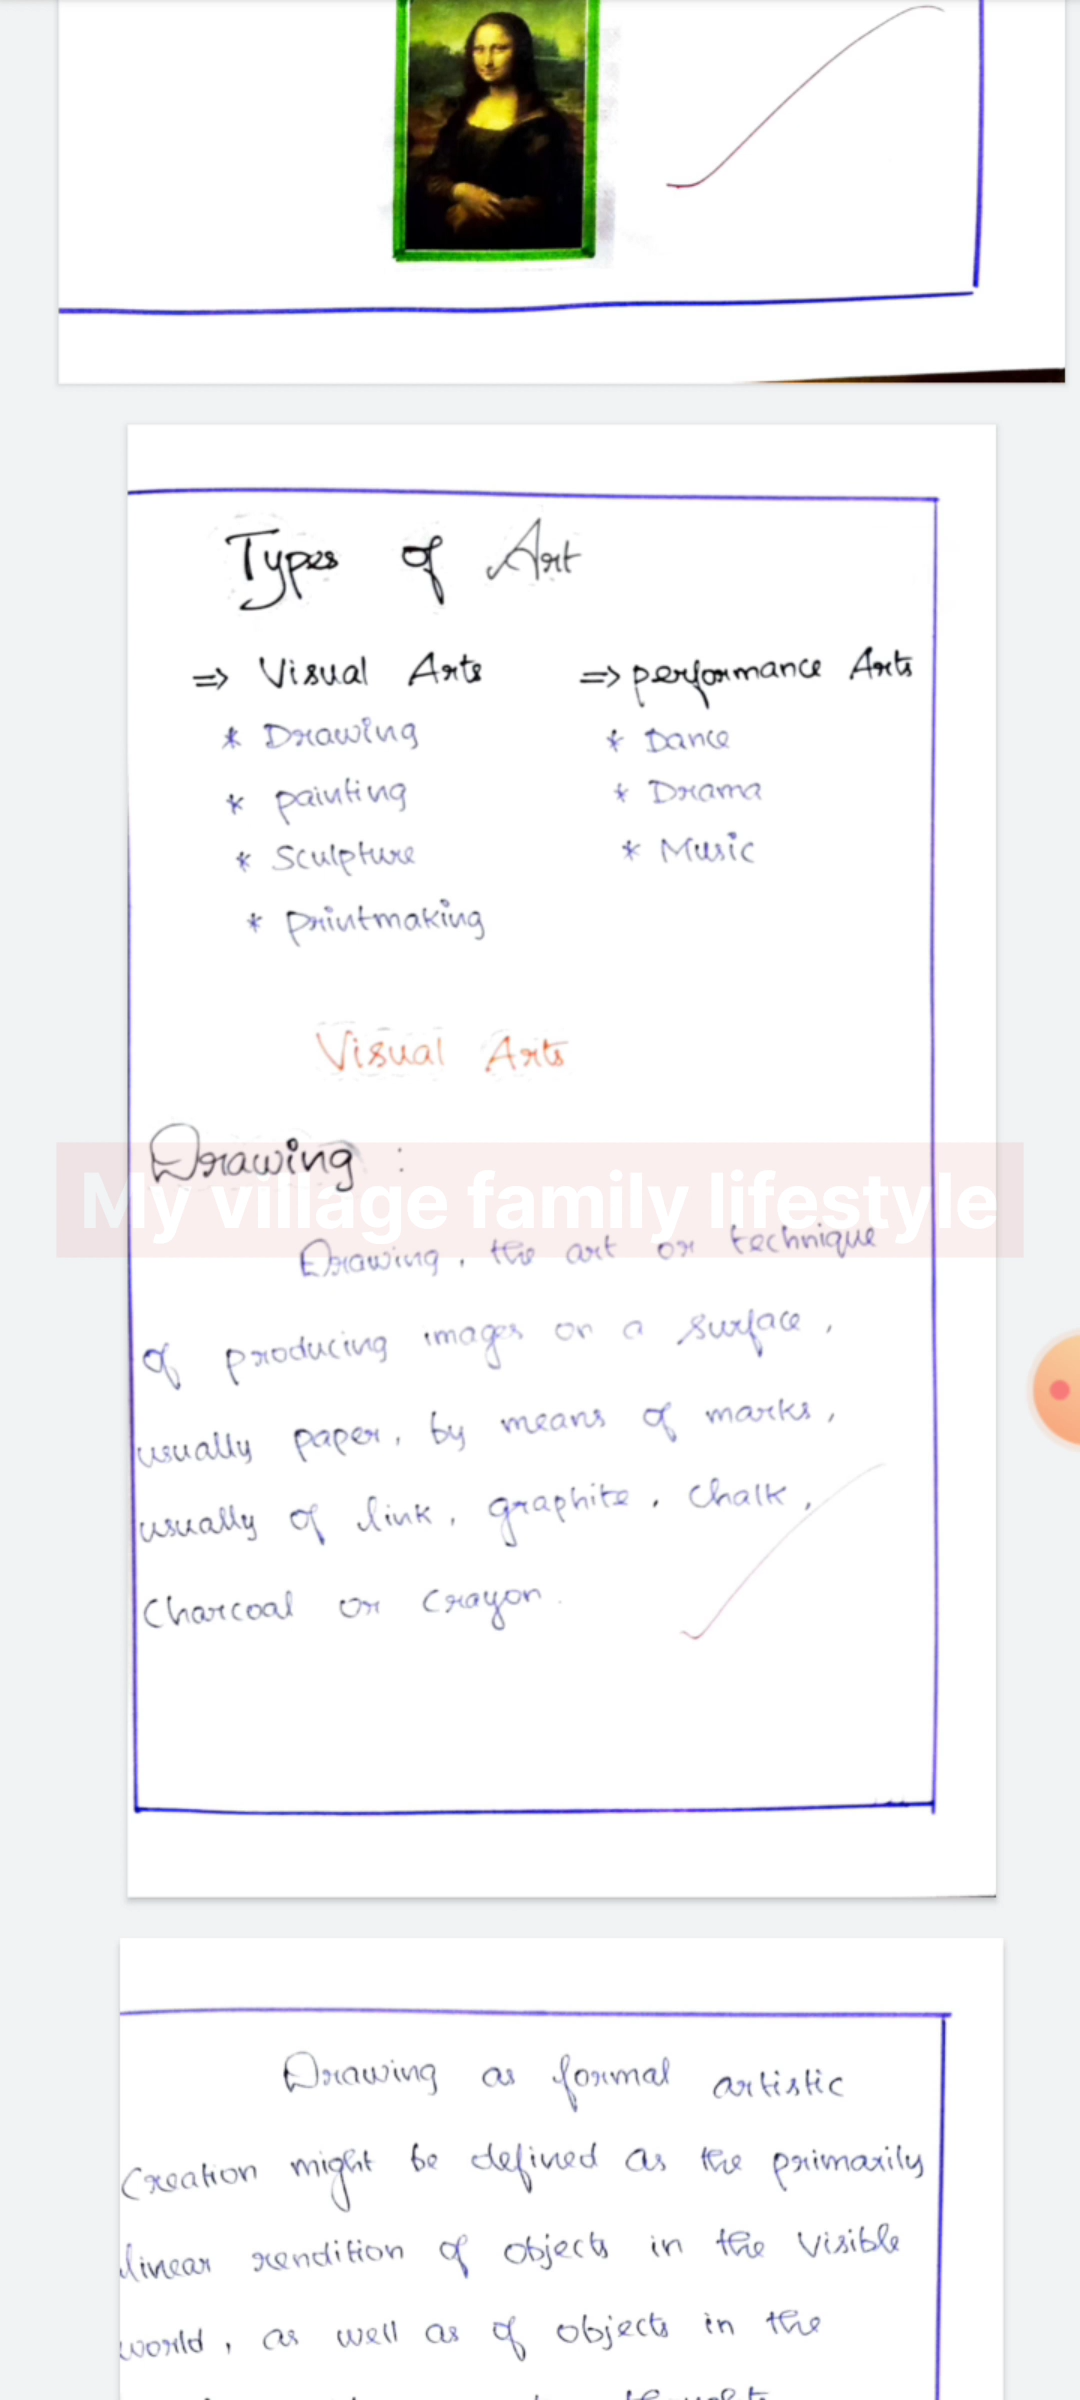 Types of Art
⇒ Visual Arts ⇒ performance Arts
* Drawing * Dance
* painting * Drama
* Sculpture * Music
* printmaking
Visual Arts
Drawing :
My village family lifestyle
Drawing, the art or technique
of producing images on a surface,
usually paper, by means of marks,
usually of link, graphite, chalk,
Charcoal or Crayon.
Drawing as formal artistic
Creation might be defined as the primarily
linear rendition of objects in the visible
world, as well as of objects in the